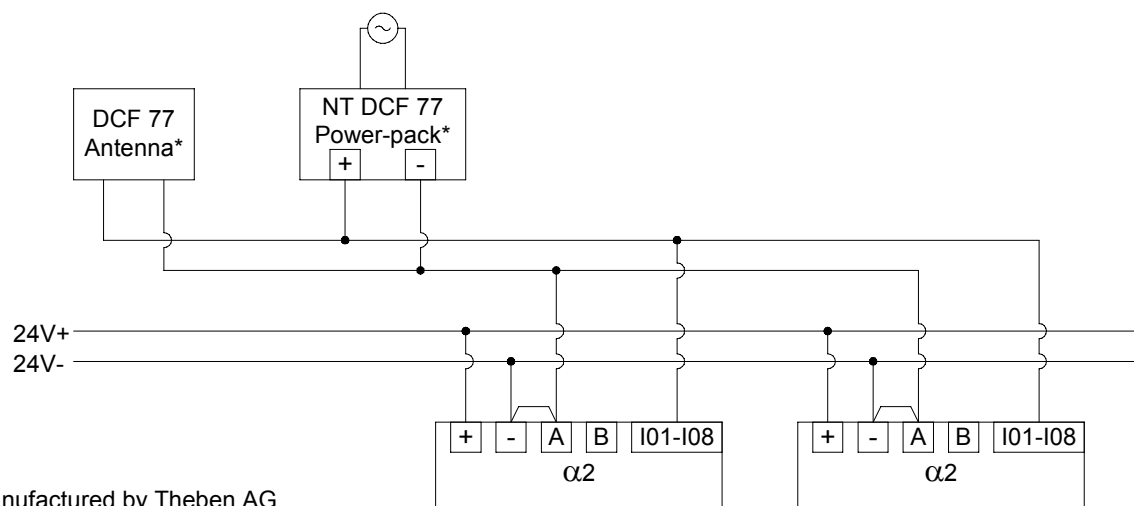 DCF 77
Antenna*
NT DCF 77
Power-pack*
+ -
24V+
24V-
+ - A B I01-I08
α2
+ - A B I01-I08
α2
by Theben AG